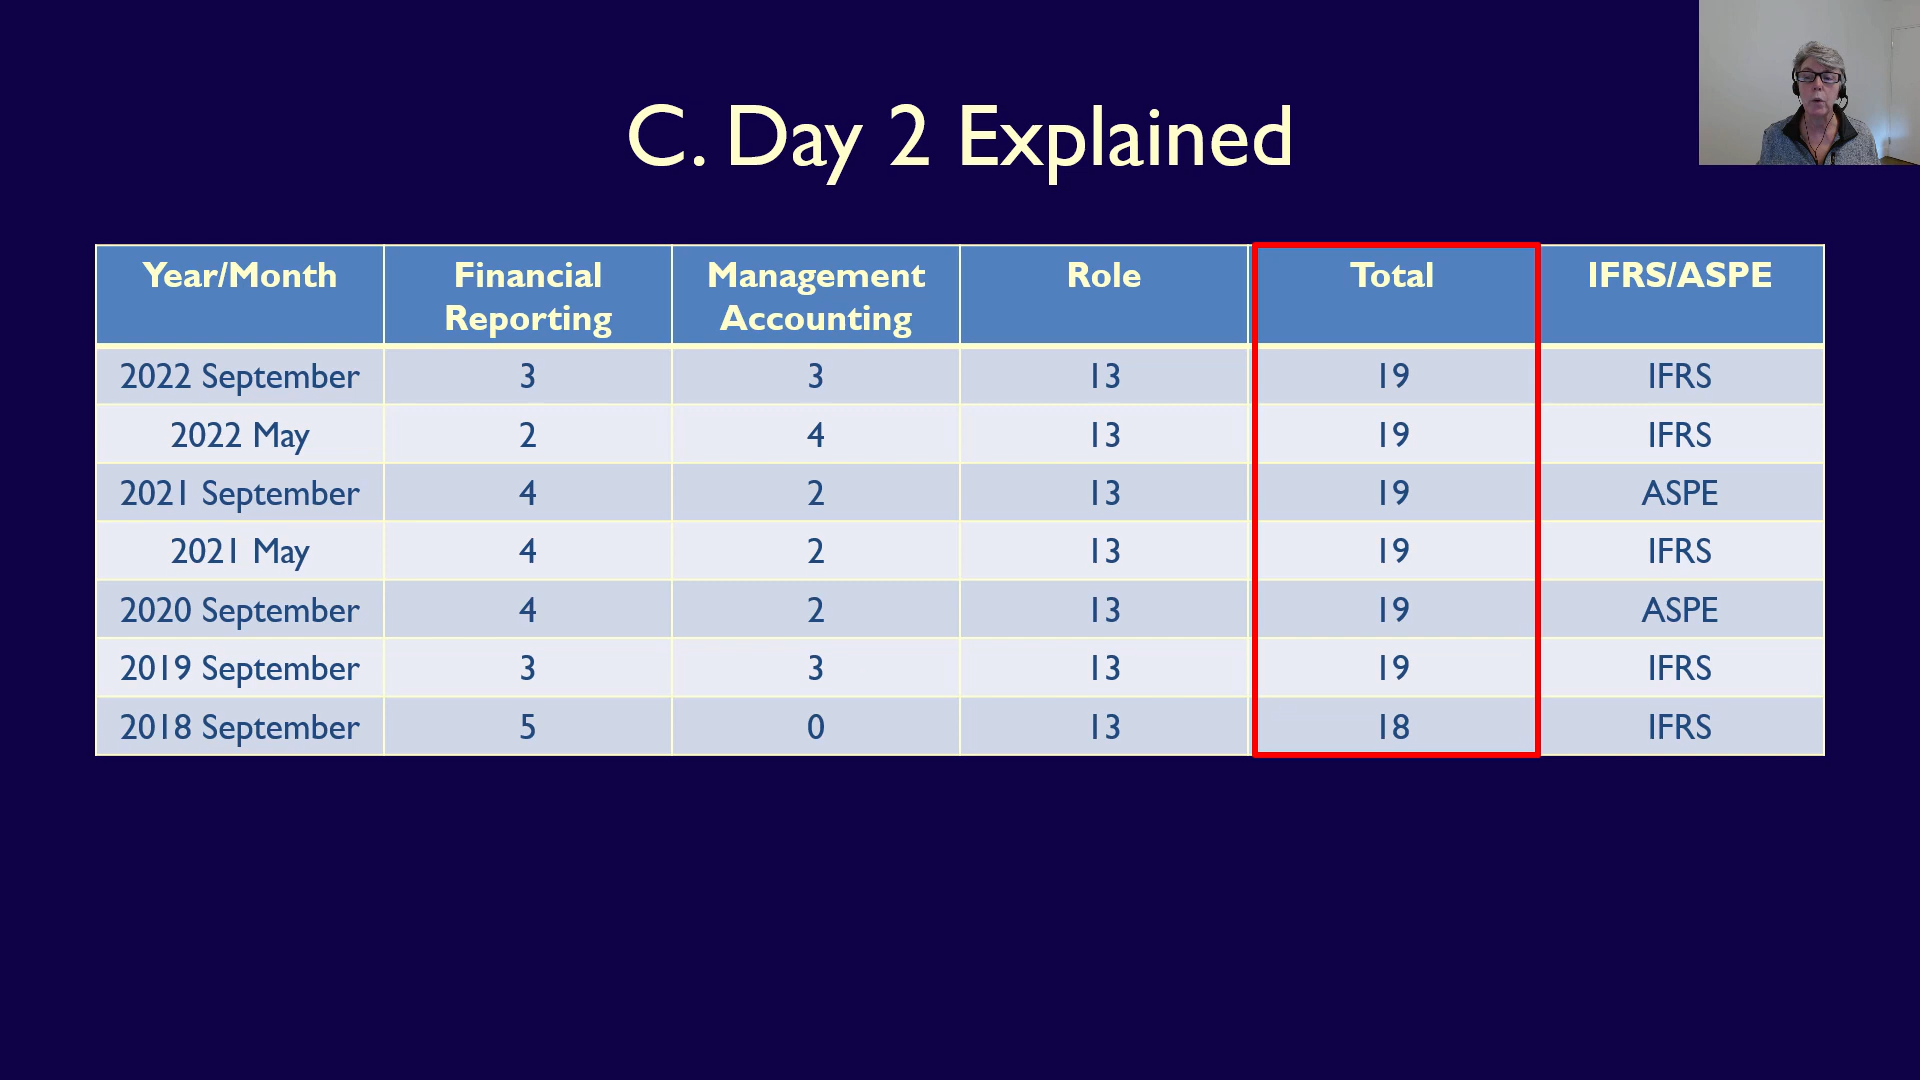 C. Day 2 Explained
Year/Month Financial Reporting Management Accounting Role Total IFRS/ASPE
2022 September 3 3 13 19 IFRS
2022 May 2 4 13 19 IFRS
2021 September 4 2 13 19 ASPE
2021 May 4 2 13 19 IFRS
2020 September 4 2 13 19 ASPE
2019 September 3 3 13 19 IFRS
2018 September 5 0 13 18 IFRS